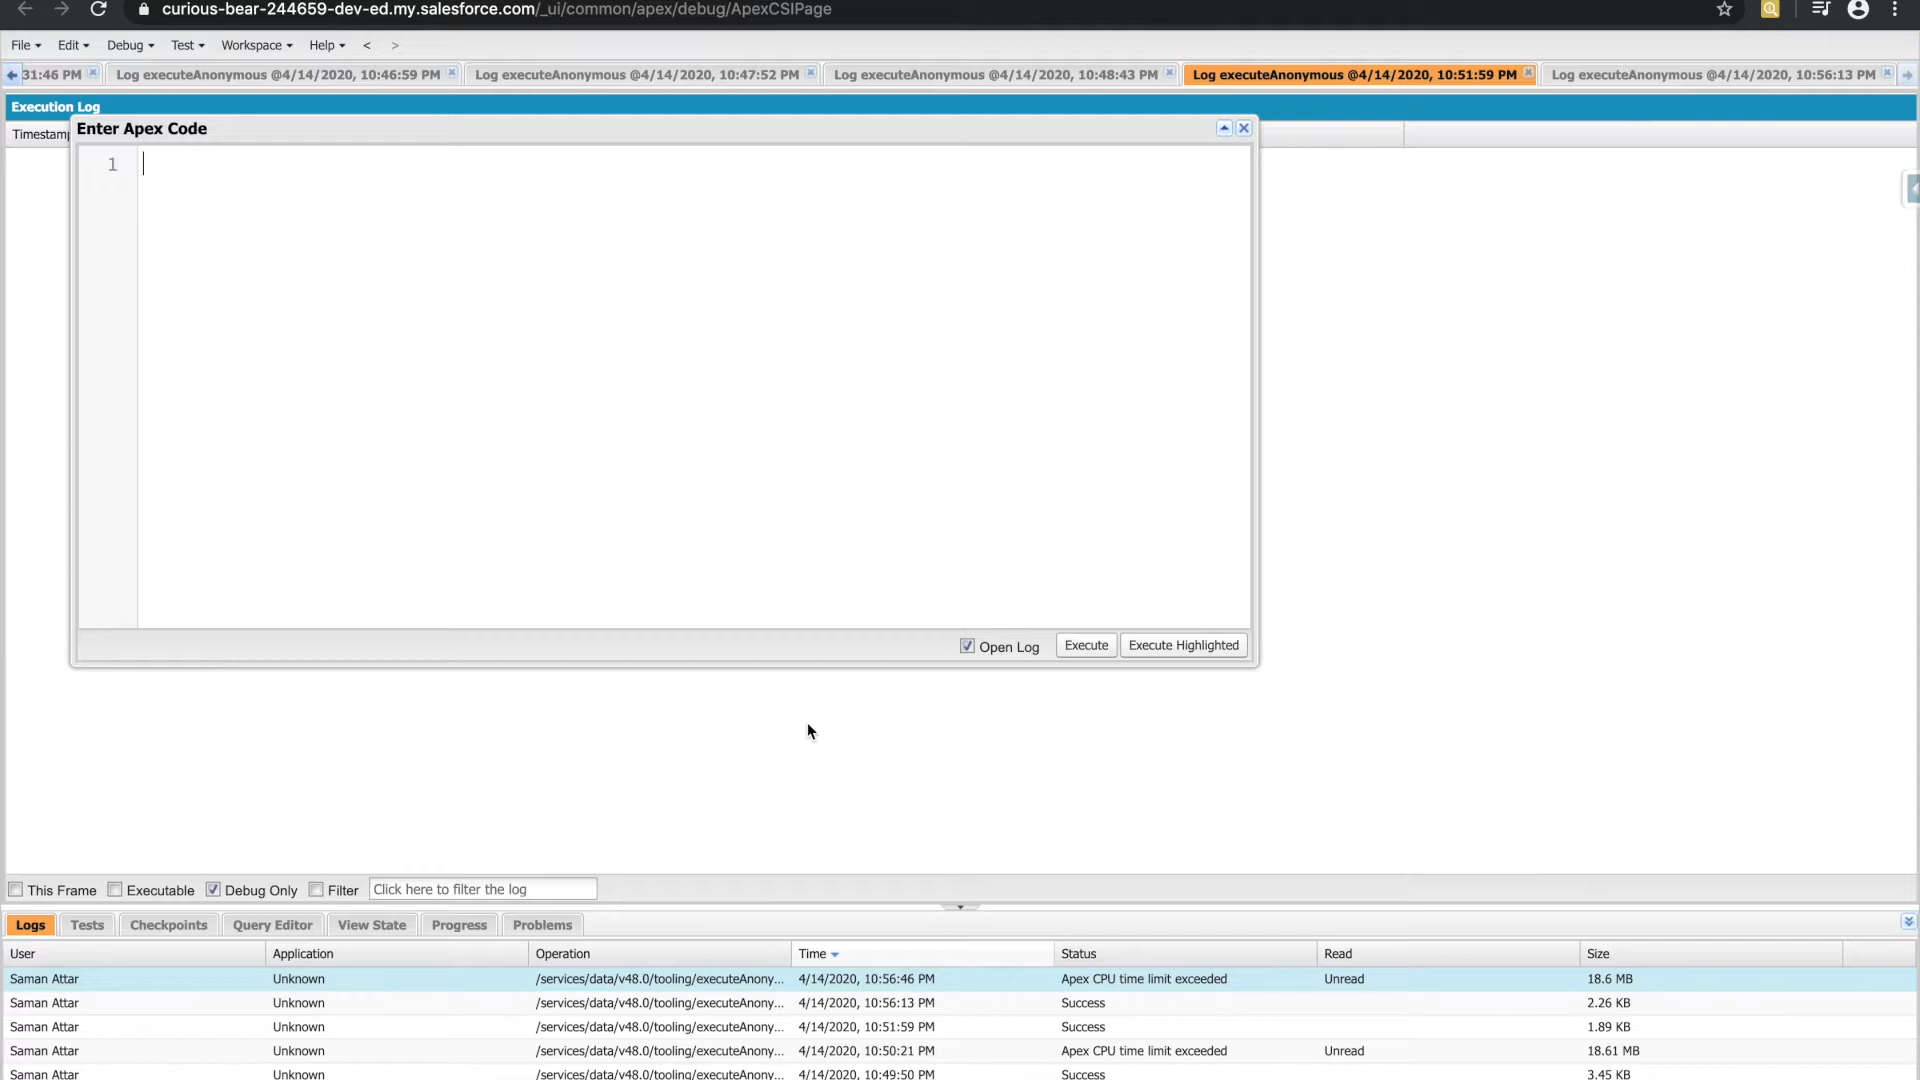 curious-bear-244659-dev-ed.my.salesforce.com/_ui/common/apex/debug/ApexCSIPage
File Edit Debug Test Workspace Help < >
31:46 PM Log executeAnonymous @4/14/2020, 10:46:59 PM Log executeAnonymous @4/14/2020, 10:47:52 PM Log executeAnonymous @4/14/2020, 10:48:43 PM Log executeAnonymous @4/14/2020, 10:51:59 PM Log executeAnonymous @4/14/2020, 10:56:13 PM
Execution Log
Timestamp
Enter Apex Code
1
Open Log Execute Execute Highlighted
This Frame Executable Debug Only Filter Click here to filter the log
Logs Tests Checkpoints Query Editor View State Progress Problems
User Application Operation Time Status Read Size
Saman Attar Unknown /services/data/v48.0/tooling/executeAnony... 4/14/2020, 10:56:46 PM Apex CPU time limit exceeded Unread 18.6 MB
Saman Attar Unknown /services/data/v48.0/tooling/executeAnony... 4/14/2020, 10:56:13 PM Success 2.26 KB
Saman Attar Unknown /services/data/v48.0/tooling/executeAnony... 4/14/2020, 10:51:59 PM Success 1.89 KB
Saman Attar Unknown /services/data/v48.0/tooling/executeAnony... 4/14/2020, 10:50:21 PM Apex CPU time limit exceeded Unread 18.61 MB
Saman Attar Unknown /services/data/v48.0/tooling/executeAnony... 4/14/2020, 10:49:50 PM Success 3.45 KB